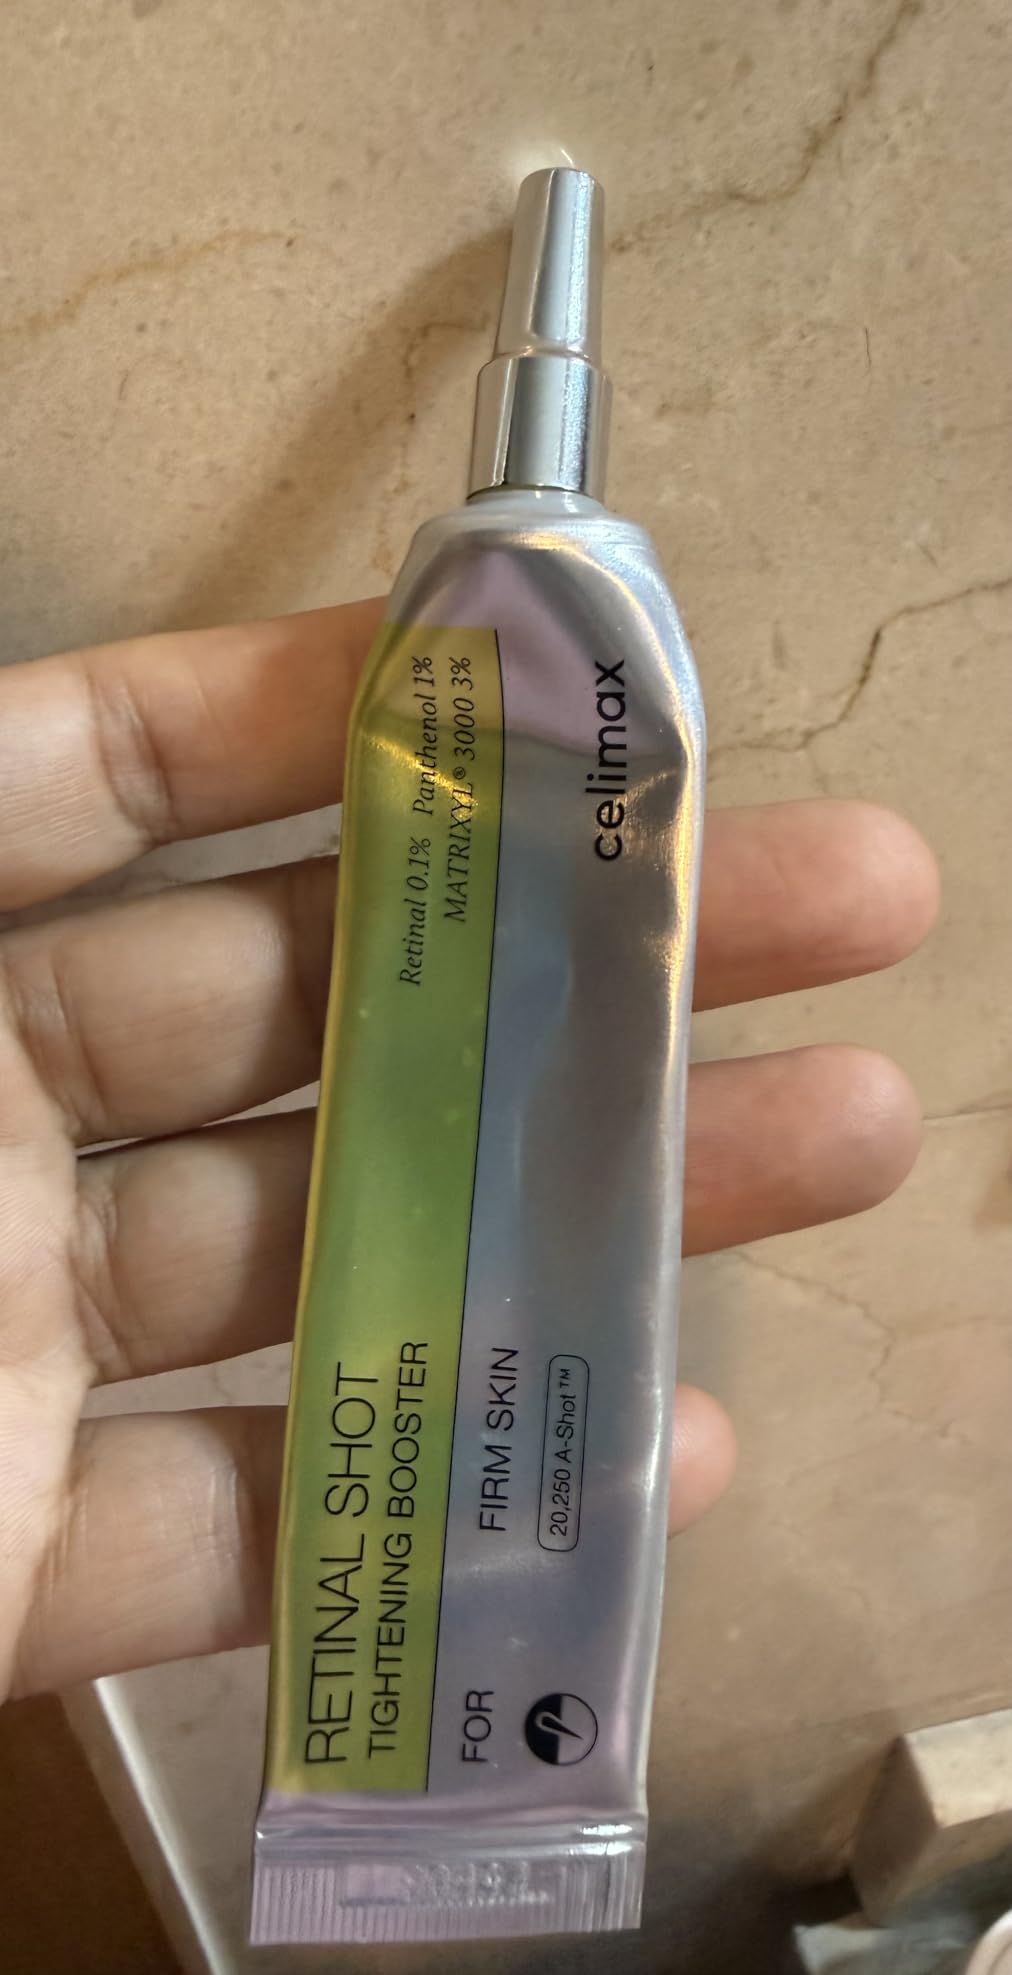 RETINAL SHOT
TIGHTENING BOOSTER
Retinal 0.1% Panthenol 1%
MATRIXYL® 3000 3%
FOR FIRM SKIN
20,250 A-Shot™
celimax